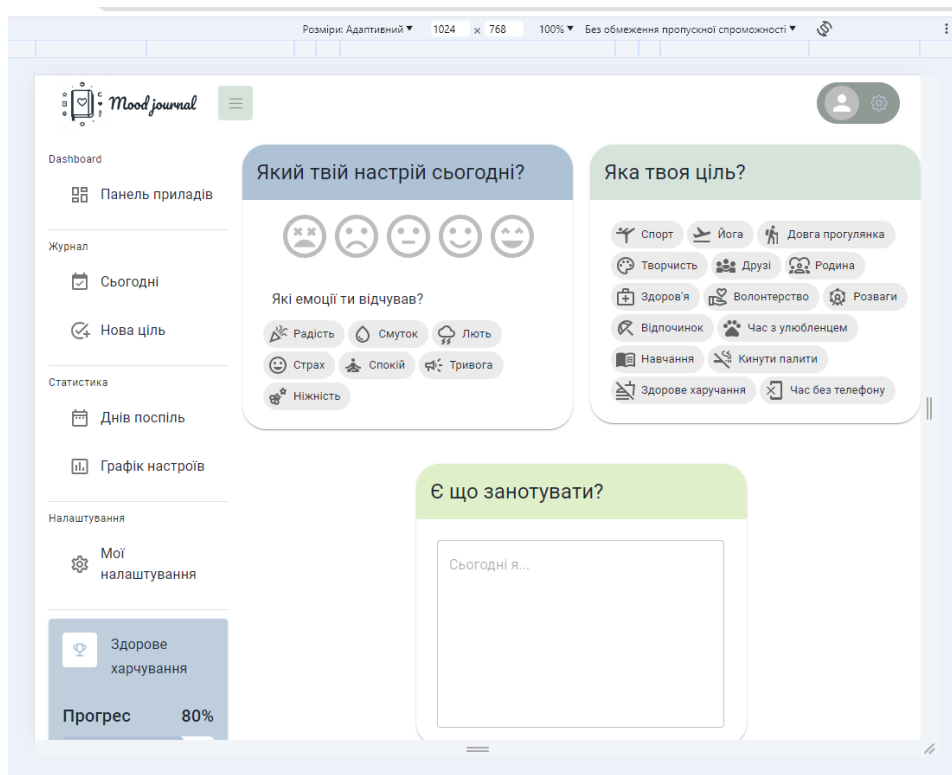 Розміри: Адаптивний ▼ 1024 x 768 100% ▼ Без обмеження пропускної спроможності ▼
Mood journal
Dashboard
Панель приладів
Журнал
Сьогодні
Нова ціль
Статистика
Днів поспіль
Графік настроїв
Налаштування
Мої
налаштування
Здорове
харчування
Прогрес 80%
Який твій настрій сьогодні?
Які емоції ти відчував?
Радість Смуток Лють
Страх Спокій Тривога
Ніжність
Яка твоя ціль?
Спорт Йога Довга прогулянка
Творчисть Друзі Родина
Здоров'я Волонтерство Розваги
Відпочинок Час з улюбленцем
Навчання Кинути палити
Здорове харучання Час без телефону
Є що занотувати?
Сьогодні я...